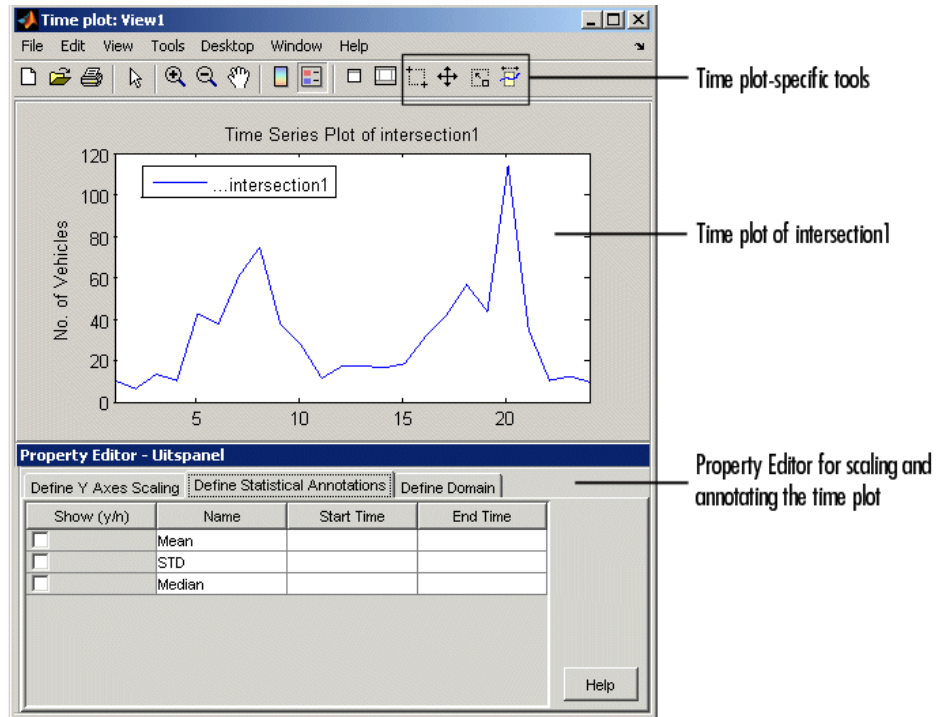 Time plot: View1
File Edit View Tools Desktop Window Help
Time plot-specific tools
Time Series Plot of intersection1
...intersection1
No. of Vehicles
120
100
80
60
40
20
0
5 10 15 20
Time plot of intersection1
Property Editor - Uitspanel
Define Y Axes Scaling Define Statistical Annotations Define Domain
Show (y/n) Name Start Time End Time
Mean
STD
Median
Help
Property Editor for scaling and
annotating the time plot